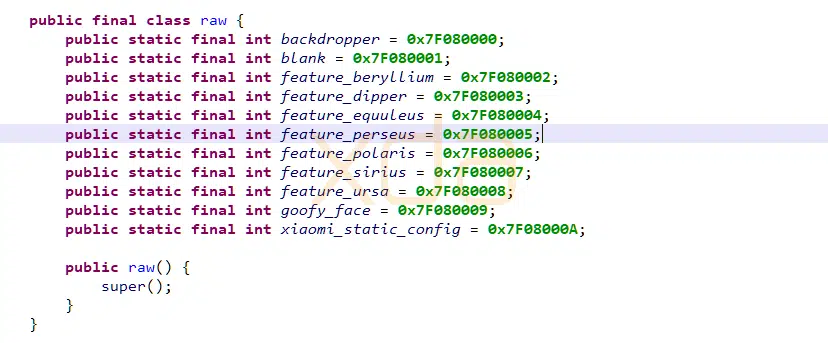 public final class raw {
    public static final int backdropper = 0x7F080000;
    public static final int blank = 0x7F080001;
    public static final int feature_beryllium = 0x7F080002;
    public static final int feature_dipper = 0x7F080003;
    public static final int feature_equuleus = 0x7F080004;
    public static final int feature_perseus = 0x7F080005;
    public static final int feature_polaris = 0x7F080006;
    public static final int feature_sirius = 0x7F080007;
    public static final int feature_ursa = 0x7F080008;
    public static final int goofy_face = 0x7F080009;
    public static final int xiaomi_static_config = 0x7F08000A;
    public raw() {
        super();
    }
}
xda